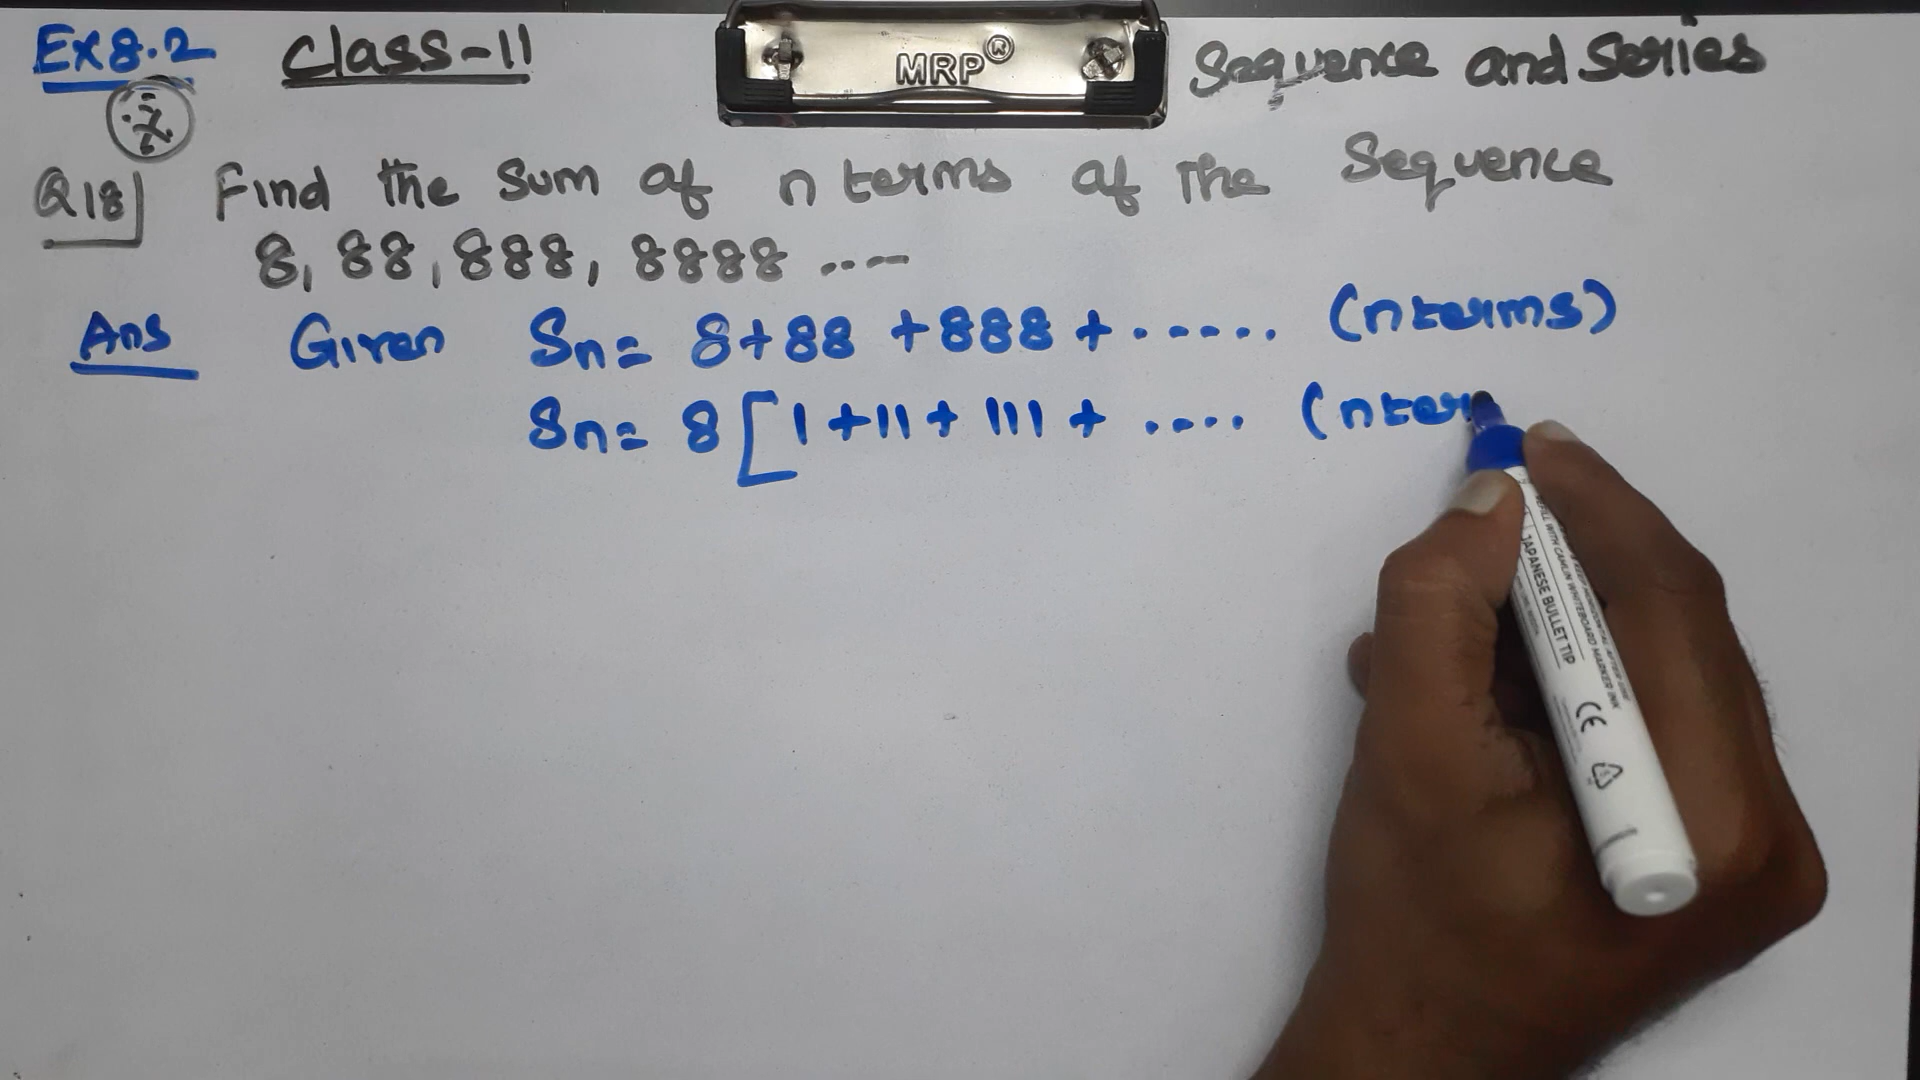 Ex8.2 Class-11 MRP® Sequence and Series
Q18] Find the Sum of n terms of the Sequence
8, 88, 888, 8888 ....
Ans Given Sn= 8+88+888+...... (n terms)
Sn= 8[1+11+111+ .... (n ter
JAPANESE BULLET TIP
CE